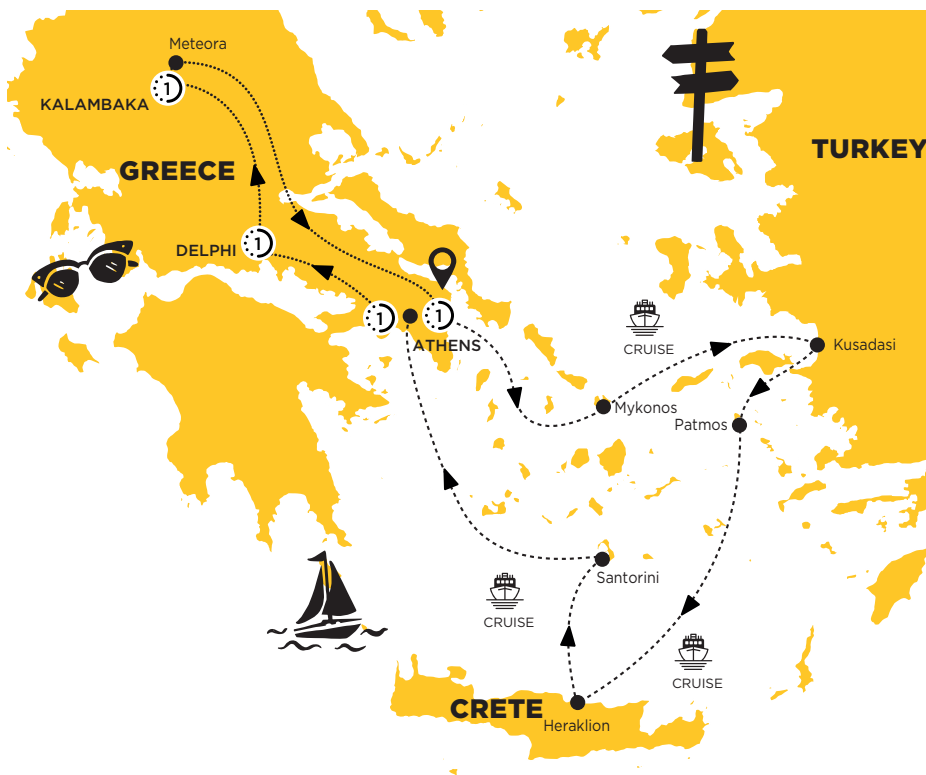 Meteora
1
KALAMBAKA
TURKEY
GREECE
1
DELPHI
1
1
ATHENS
CRUISE
Kusadasi
Mykonos
Patmos
Santorini
CRUISE
CRUISE
CRETE
Heraklion